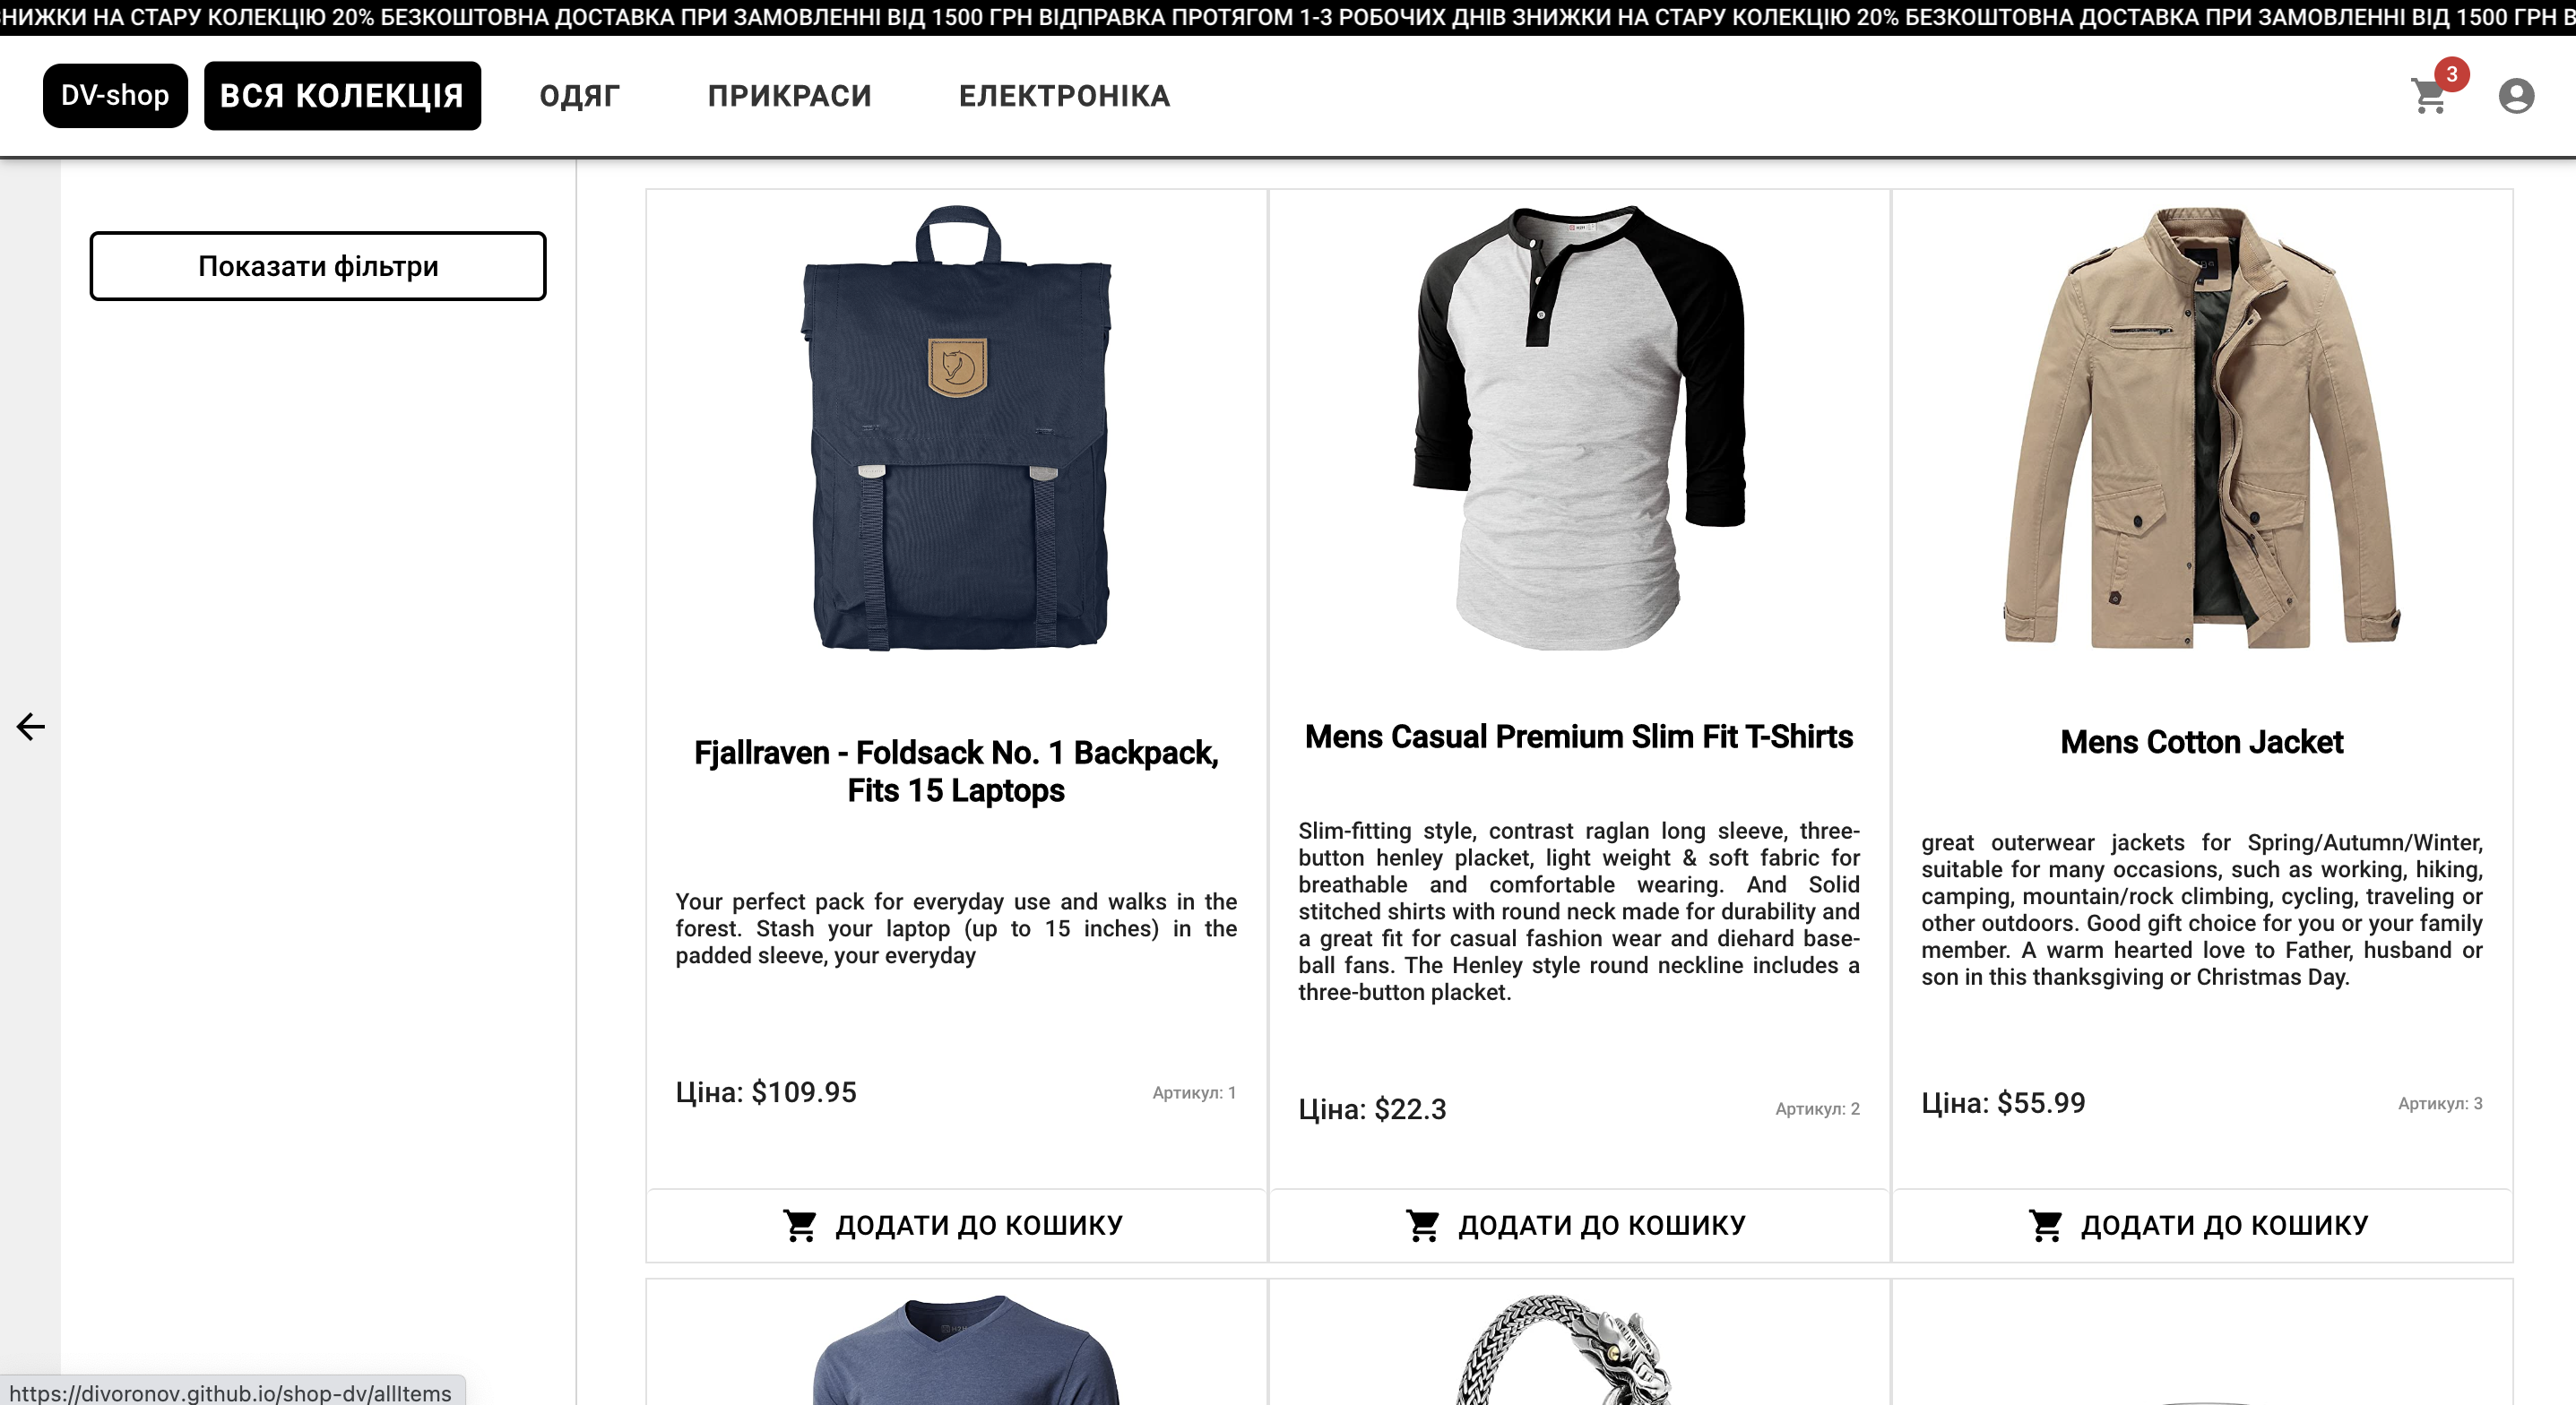 ЗНИЖКИ НА СТАРУ КОЛЕКЦІЮ 20% БЕЗКОШТОВНА ДОСТАВКА ПРИ ЗАМОВЛЕННІ ВІД 1500 ГРН ВІДПРАВКА ПРОТЯГОМ 1-3 РОБОЧИХ ДНІВ ЗНИЖКИ НА СТАРУ КОЛЕКЦІЮ 20% БЕЗКОШТОВНА ДОСТАВКА ПРИ ЗАМОВЛЕННІ ВІД 1500 ГРН
DV-shop
ВСЯ КОЛЕКЦІЯ
ОДЯГ
ПРИКРАСИ
ЕЛЕКТРОНІКА
3
Показати фільтри
Fjallraven - Foldsack No. 1 Backpack,
Fits 15 Laptops
Your perfect pack for everyday use and walks in the
forest. Stash your laptop (up to 15 inches) in the
padded sleeve, your everyday
Ціна: $109.95
Артикул: 1
ДОДАТИ ДО КОШИКУ
Mens Casual Premium Slim Fit T-Shirts
Slim-fitting style, contrast raglan long sleeve, three-
button henley placket, light weight & soft fabric for
breathable and comfortable wearing. And Solid
stitched shirts with round neck made for durability and
a great fit for casual fashion wear and diehard base-
ball fans. The Henley style round neckline includes a
three-button placket.
Ціна: $22.3
Артикул: 2
ДОДАТИ ДО КОШИКУ
Mens Cotton Jacket
great outerwear jackets for Spring/Autumn/Winter,
suitable for many occasions, such as working, hiking,
camping, mountain/rock climbing, cycling, traveling or
other outdoors. Good gift choice for you or your family
member. A warm hearted love to Father, husband or
son in this thanksgiving or Christmas Day.
Ціна: $55.99
Артикул: 3
ДОДАТИ ДО КОШИКУ
https://divoronov.github.io/shop-dv/allItems